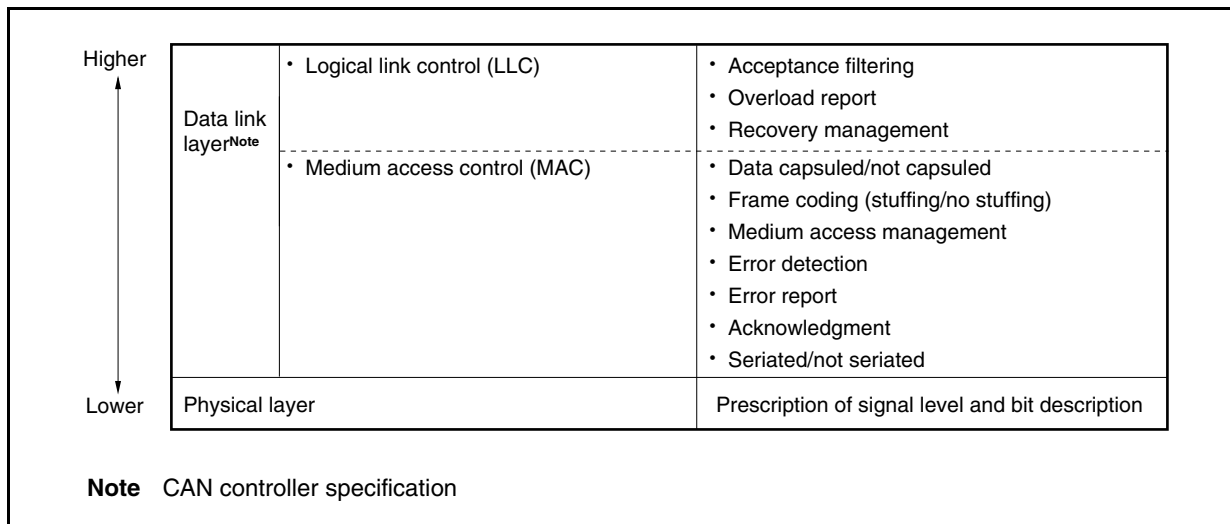 Higher
Data link
layerNote
• Logical link control (LLC)
• Acceptance filtering
• Overload report
• Recovery management
• Medium access control (MAC)
• Data capsuled/not capsuled
• Frame coding (stuffing/no stuffing)
• Medium access management
• Error detection
• Error report
• Acknowledgment
• Seriated/not seriated
Lower
Physical layer
Prescription of signal level and bit description
Note CAN controller specification